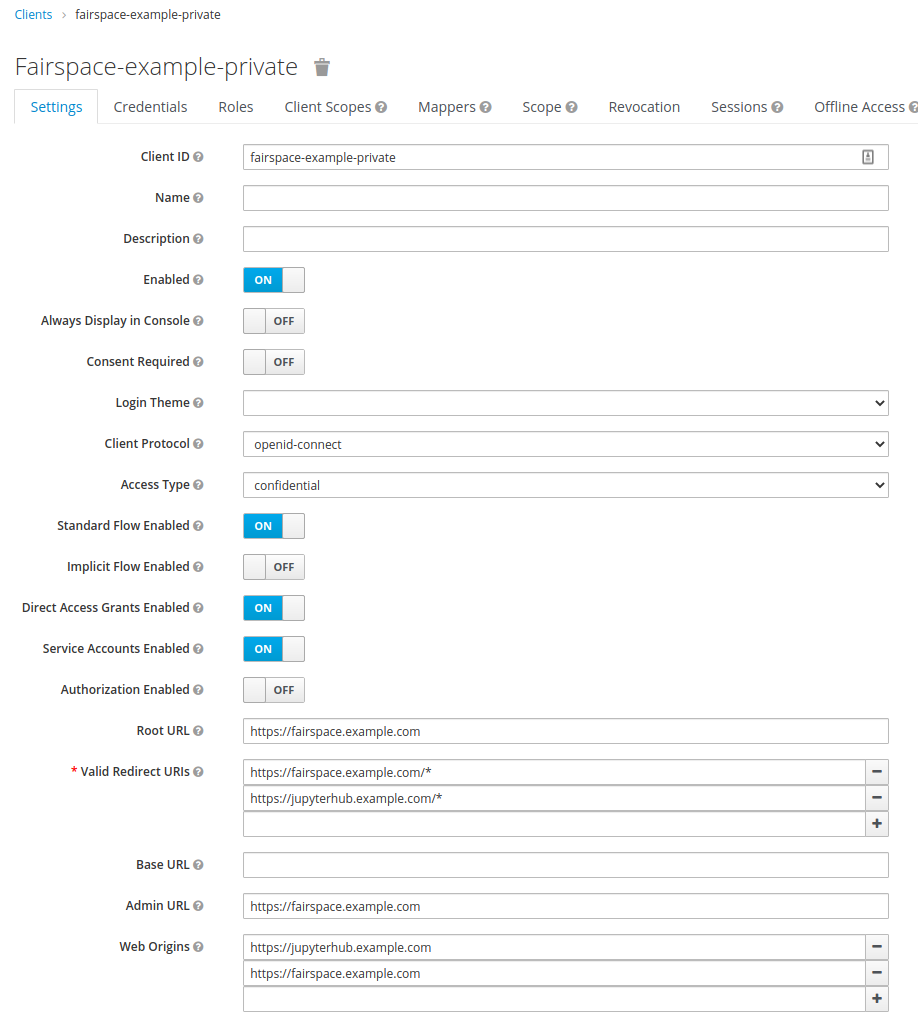 Clients > fairspace-example-private
Fairspace-example-private
Settings Credentials Roles Client Scopes ? Mappers ? Scope ? Revocation Sessions ? Offline Access ?
Client ID ? fairspace-example-private
Name ?
Description ?
Enabled ? ON
Always Display in Console ? OFF
Consent Required ? OFF
Login Theme ?
Client Protocol ? openid-connect
Access Type ? confidential
Standard Flow Enabled ? ON
Implicit Flow Enabled ? OFF
Direct Access Grants Enabled ? ON
Service Accounts Enabled ? ON
Authorization Enabled ? OFF
Root URL ? https://fairspace.example.com
* Valid Redirect URIs ? https://fairspace.example.com/* −
https://jupyterhub.example.com/* −
+
Base URL ?
Admin URL ? https://fairspace.example.com
Web Origins ? https://jupyterhub.example.com −
https://fairspace.example.com −
+